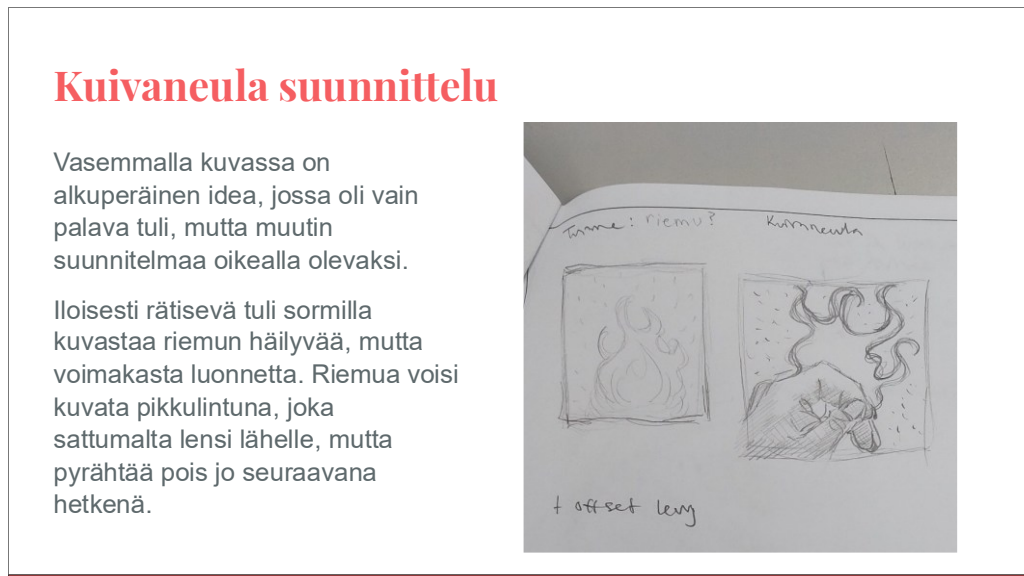 Kuivaneula suunnittelu
Vasemmalla kuvassa on
alkuperäinen idea, jossa oli vain
palava tuli, mutta muutin
suunnitelmaa oikealla olevaksi.
Iloisesti rätisevä tuli sormilla
kuvastaa riemun häilyvää, mutta
voimakasta luonnetta. Riemua voisi
kuvata pikkulintuna, joka
sattumalta lensi lähelle, mutta
pyrähtää pois jo seuraavana
hetkenä.
Tunne: riemu? Kuivaneula
+ offset levy